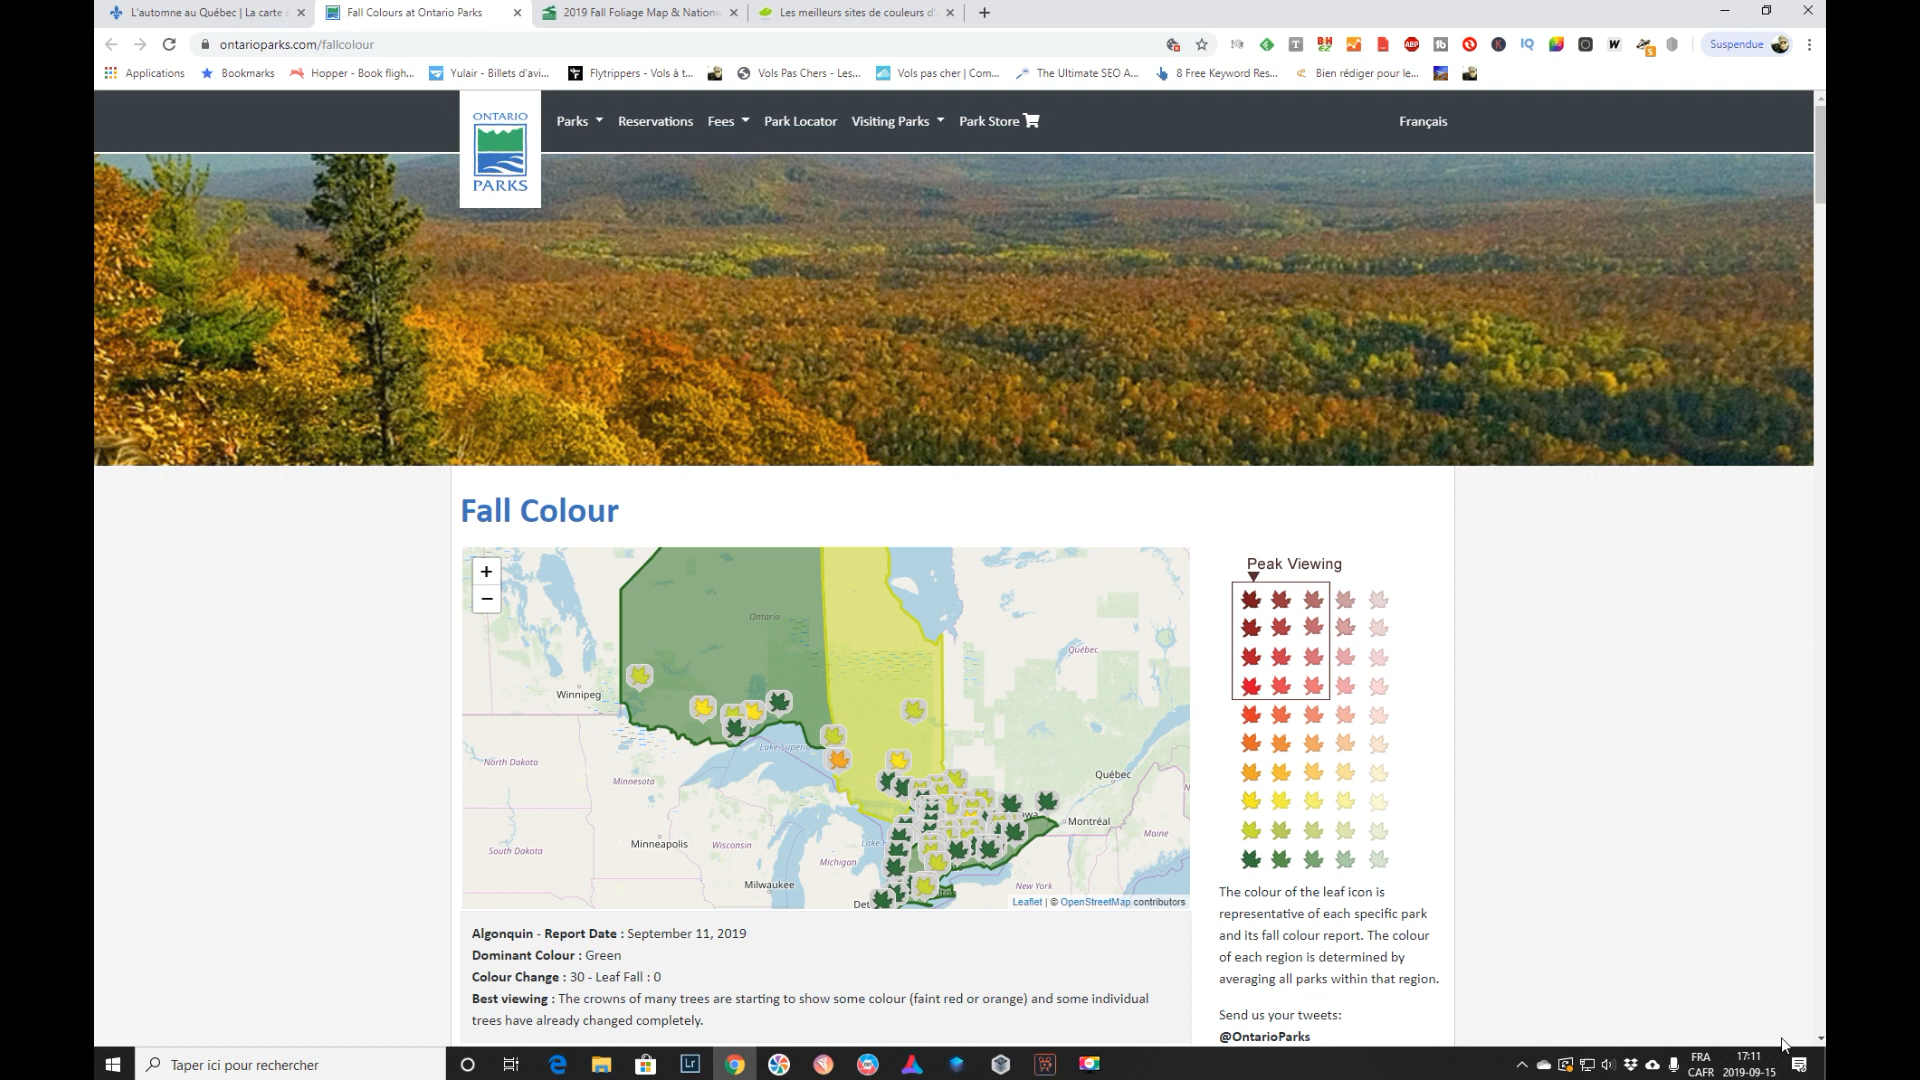 L'automne au Québec | La carte
Fall Colours at Ontario Parks
2019 Fall Foliage Map & Nationw
Les meilleurs sites de couleurs d'
ontarioparks.com/fallcolour
Suspendue
Applications
Bookmarks
Hopper - Book fligh...
Yulair - Billets d'avi...
Flytrippers - Vols à t...
Vols Pas Chers - Les...
Vols pas cher | Com...
The Ultimate SEO A...
8 Free Keyword Res...
Bien rédiger pour le...
ONTARIO
PARKS
Parks
Reservations
Fees
Park Locator
Visiting Parks
Park Store
Français
Fall Colour
+
−
Ontario
Winnipeg
Lake Superior
North Dakota
Minnesota
South Dakota
Minneapolis
Wisconsin
Michigan
Milwaukee
Det
Québec
Québec
Montréal
Maine
New York
Leaflet | © OpenStreetMap contributors
Peak Viewing
The colour of the leaf icon is
representative of each specific park
and its fall colour report. The colour
of each region is determined by
averaging all parks within that region.
Send us your tweets:
@OntarioParks
Algonquin - Report Date : September 11, 2019
Dominant Colour : Green
Colour Change : 30 - Leaf Fall : 0
Best viewing : The crowns of many trees are starting to show some colour (faint red or orange) and some individual
trees have already changed completely.
Taper ici pour rechercher
Lr
FRA
CAFR
17:11
2019-09-15